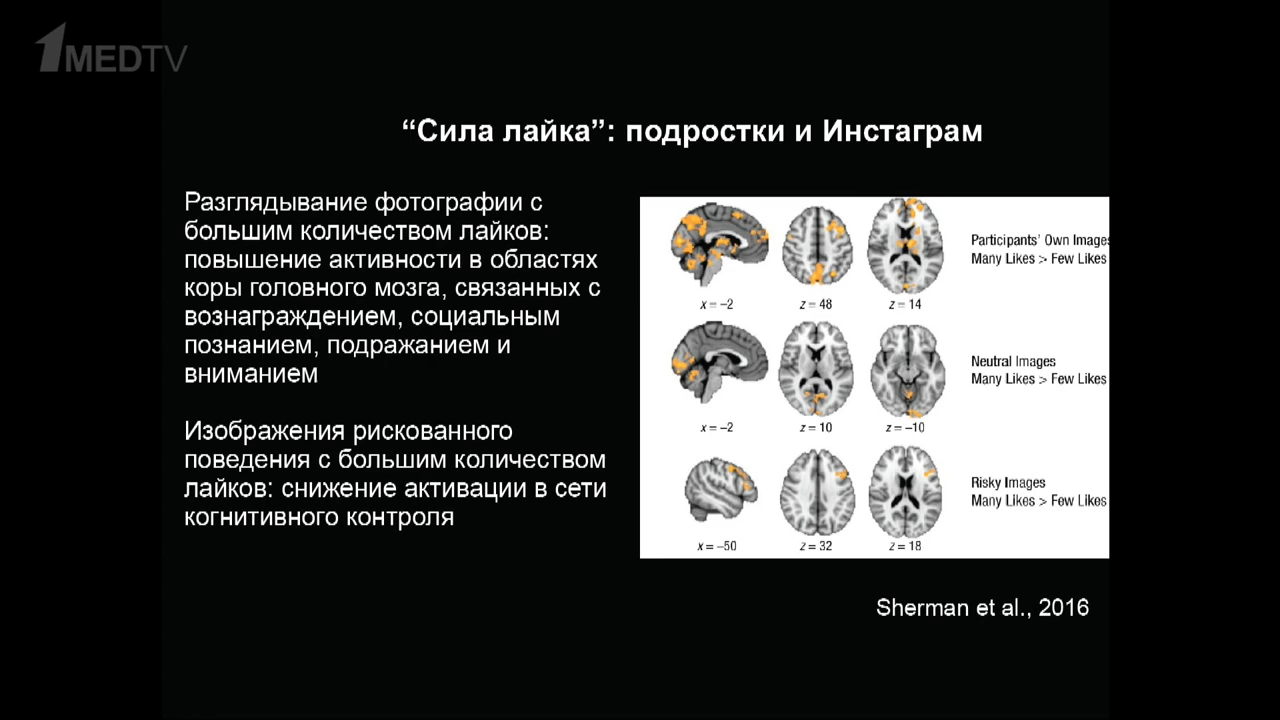 1MEDTV
“Сила лайка”: подростки и Инстаграм
Разглядывание фотографии с
большим количеством лайков:
повышение активности в областях
коры головного мозга, связанных с
вознаграждением, социальным
познанием, подражанием и
вниманием
Изображения рискованного
поведения с большим количеством
лайков: снижение активации в сети
когнитивного контроля
Participants’ Own Images
Many Likes > Few Likes
x = –2
z = 48
z = 14
Neutral Images
Many Likes > Few Likes
x = –2
z = 10
z = –10
Risky Images
Many Likes > Few Likes
x = –50
z = 32
z = 18
Sherman et al., 2016